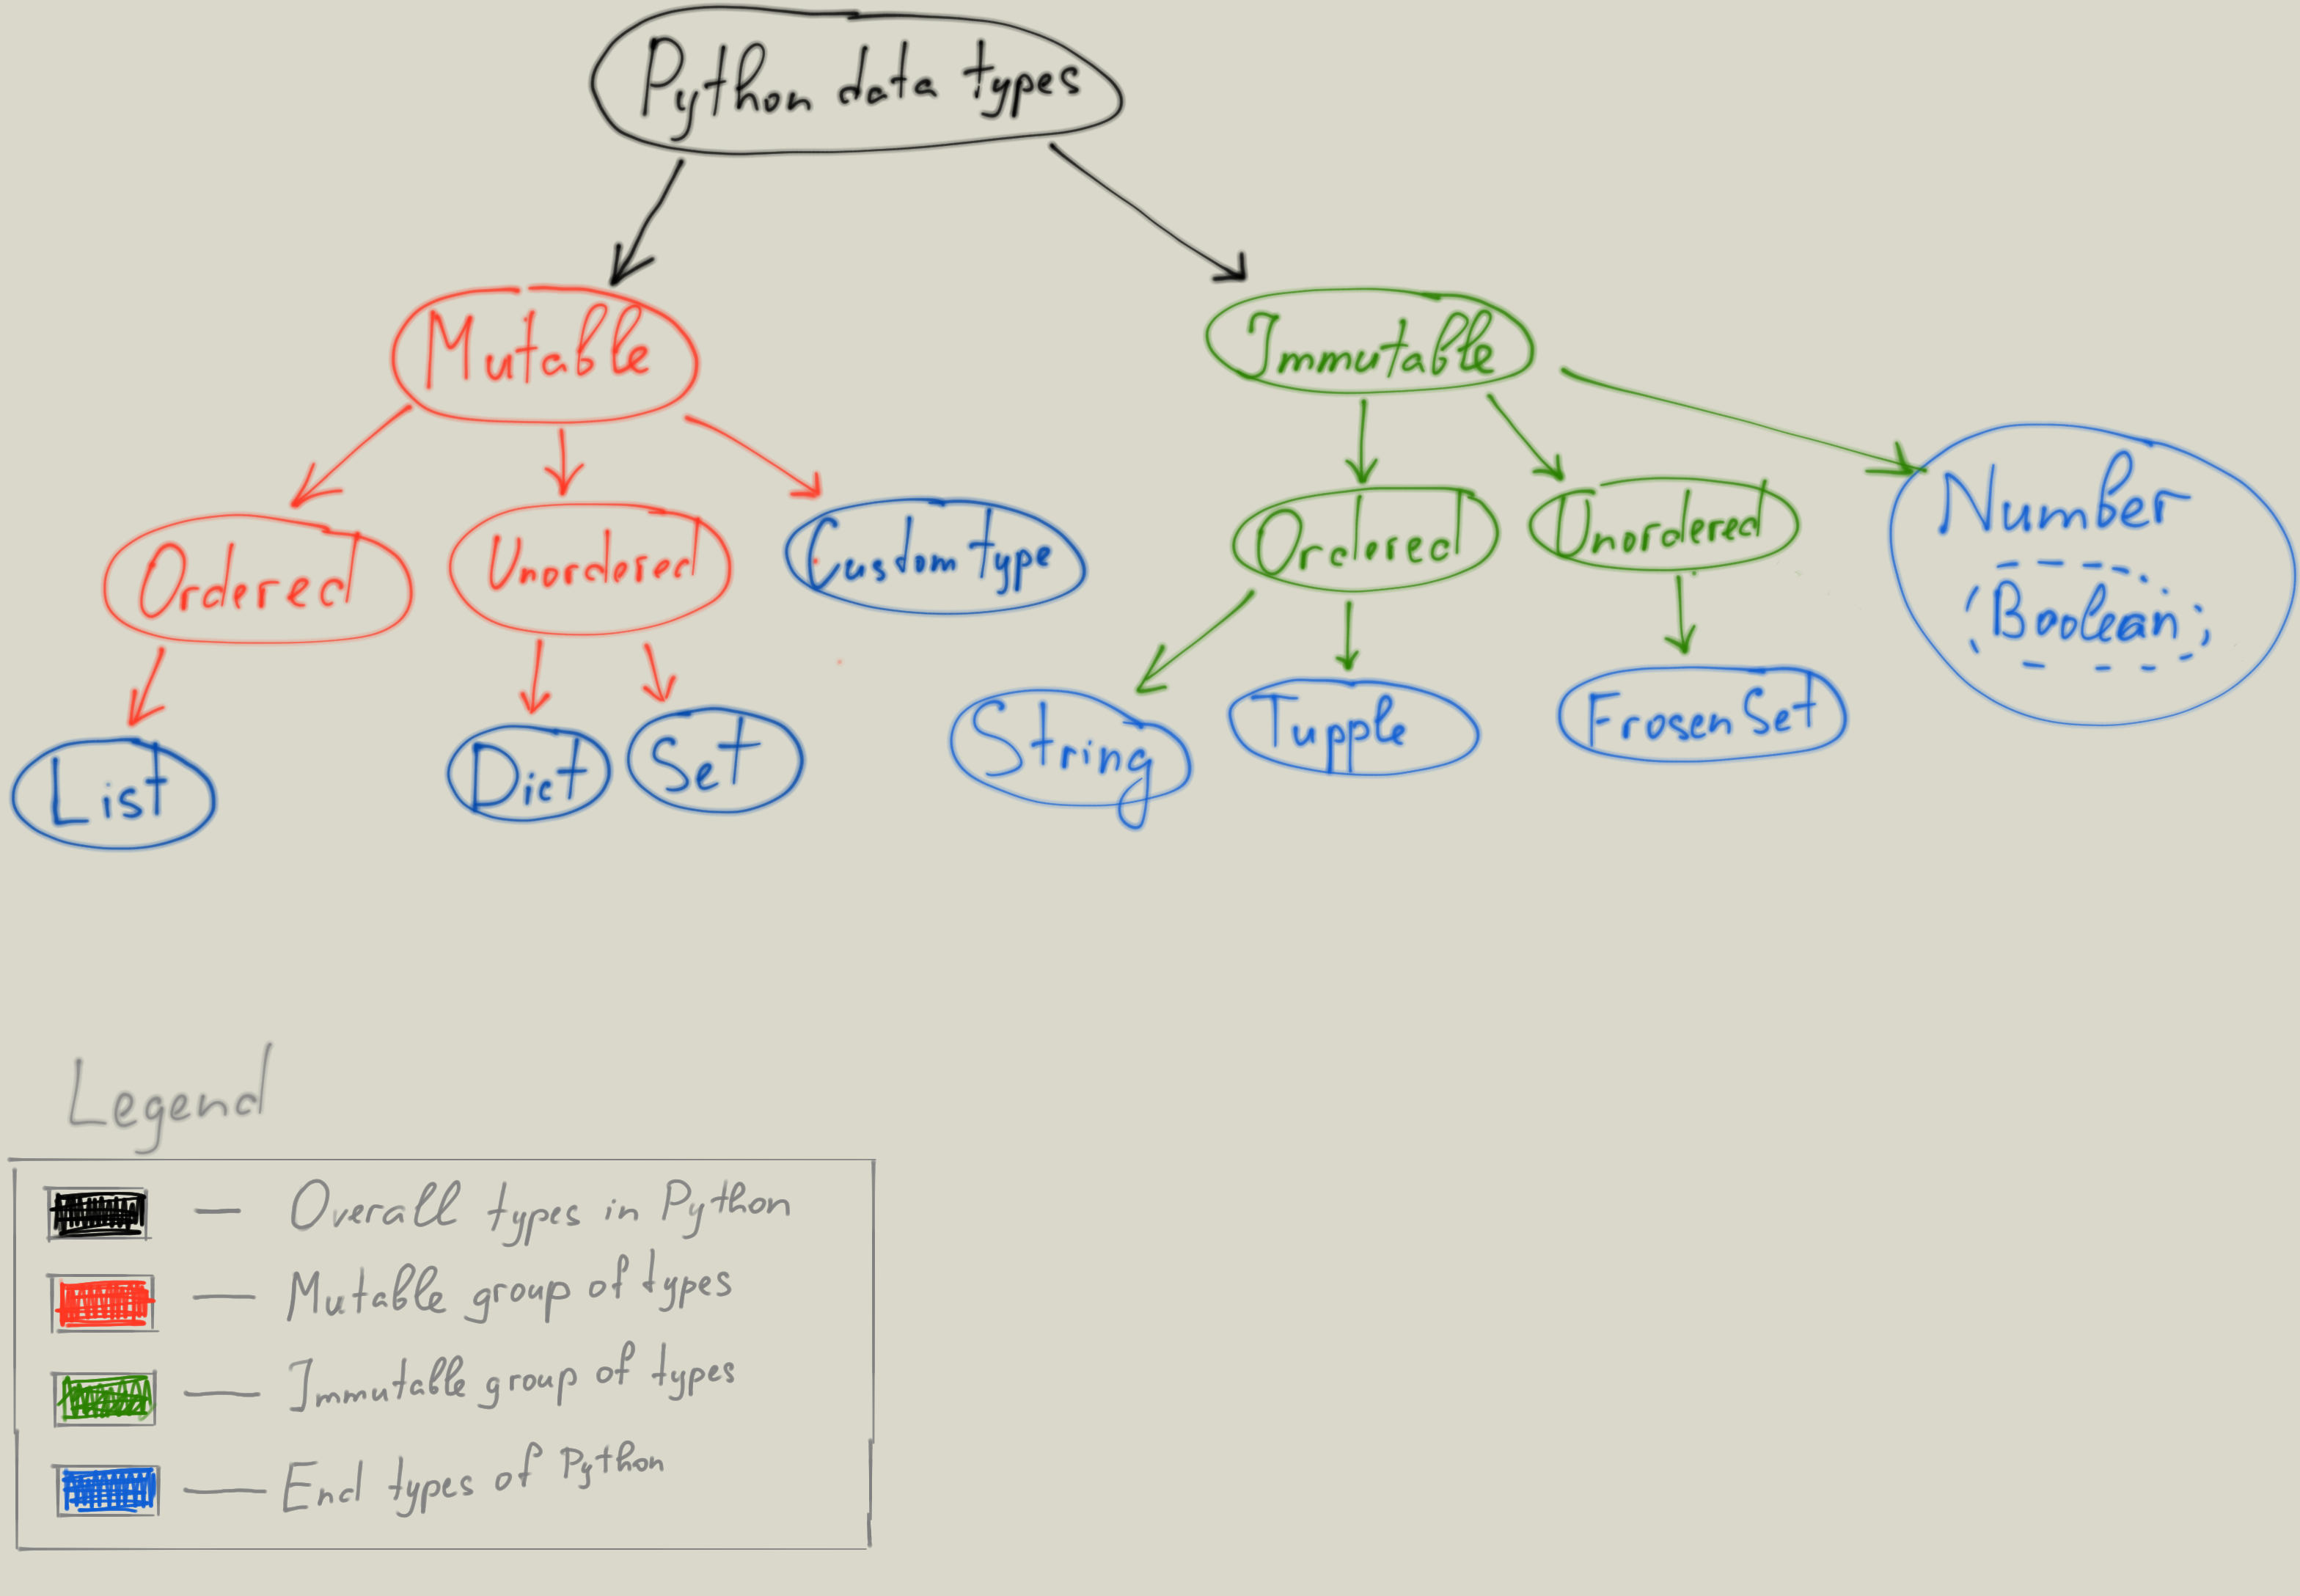 Python data types
Mutable
Immutable
Ordered
Unordered
Custom type
Ordered
Unordered
Number
Boolean
List
Dict
Set
String
Tupple
Frosen Set
Legend
Overall types in Python
Mutable group of types
Immutable group of types
End types of Python